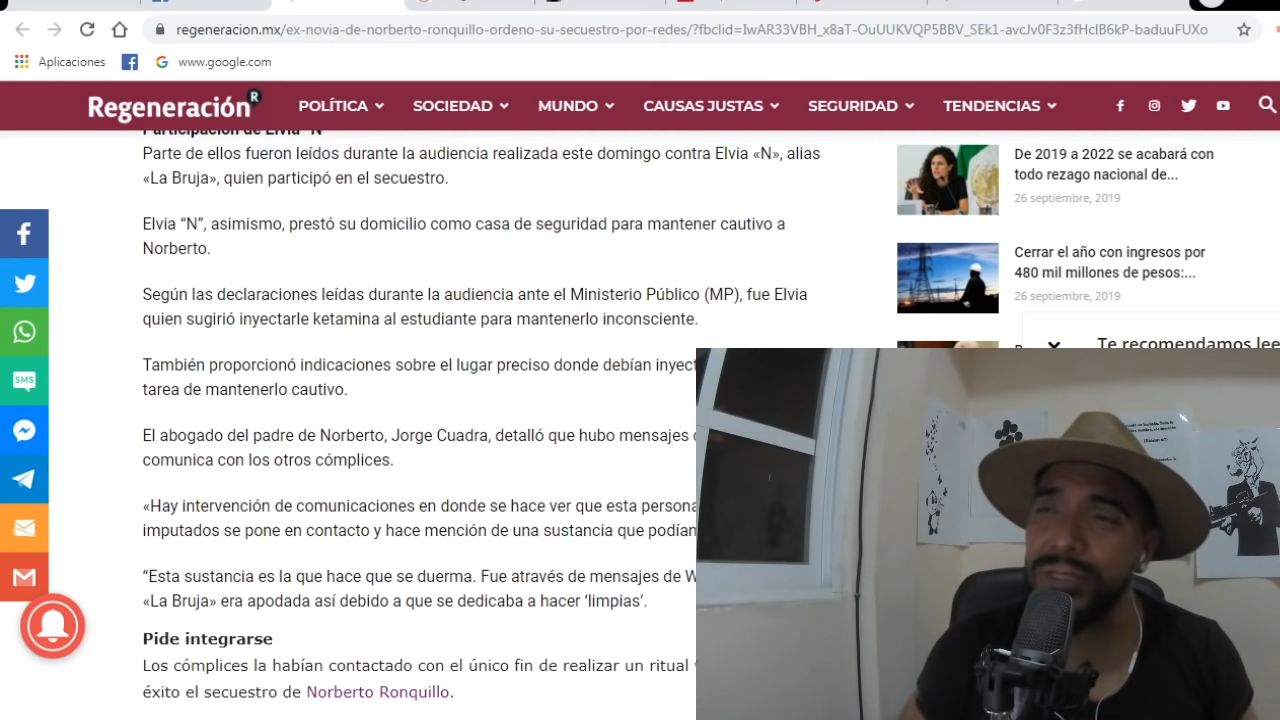 regeneracion.mx/ex-novia-de-norberto-ronquillo-ordeno-su-secuestro-por-redes/?fbclid=IwAR33VBH_x8aT-OuUUKVQP5BBV_SEk1-avcJv0F3z3fHclB6kP-baduuFUXo
Aplicaciones
www.google.com
Regeneración R
POLÍTICA
SOCIEDAD
MUNDO
CAUSAS JUSTAS
SEGURIDAD
TENDENCIAS
Participación de Elvia "N"
Parte de ellos fueron leídos durante la audiencia realizada este domingo contra Elvia «N», alias
«La Bruja», quien participó en el secuestro.
Elvia “N”, asimismo, prestó su domicilio como casa de seguridad para mantener cautivo a
Norberto.
Según las declaraciones leídas durante la audiencia ante el Ministerio Público (MP), fue Elvia
quien sugirió inyectarle ketamina al estudiante para mantenerlo inconsciente.
También proporcionó indicaciones sobre el lugar preciso donde debían inyect
tarea de mantenerlo cautivo.
El abogado del padre de Norberto, Jorge Cuadra, detalló que hubo mensajes
comunica con los otros cómplices.
«Hay intervención de comunicaciones en donde se hace ver que esta persona
imputados se pone en contacto y hace mención de una sustancia que podían
“Esta sustancia es la que hace que se duerma. Fue através de mensajes de W
«La Bruja» era apodada así debido a que se dedicaba a hacer ‘limpias’.
Pide integrarse
Los cómplices la habían contactado con el único fin de realizar un ritual
éxito el secuestro de Norberto Ronquillo.
De 2019 a 2022 se acabará con
todo rezago nacional de...
26 septiembre, 2019
Cerrar el año con ingresos por
480 mil millones de pesos:...
26 septiembre, 2019
Te recomendamos lee
SMS